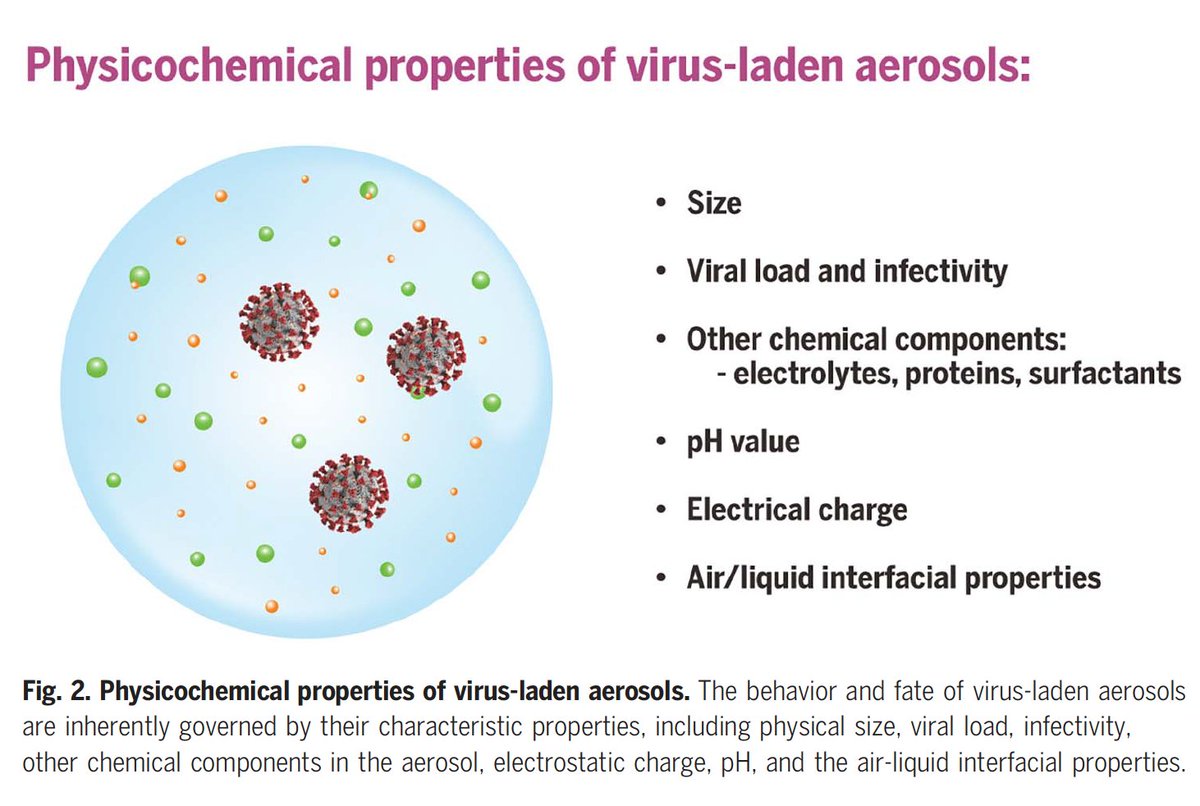 Physicochemical properties of virus-laden aerosols:
• Size
• Viral load and infectivity
• Other chemical components:
- electrolytes, proteins, surfactants
• pH value
• Electrical charge
• Air/liquid interfacial properties
Fig. 2. Physicochemical properties of virus-laden aerosols. The behavior and fate of virus-laden aerosols
are inherently governed by their characteristic properties, including physical size, viral load, infectivity,
other chemical components in the aerosol, electrostatic charge, pH, and the air-liquid interfacial properties.